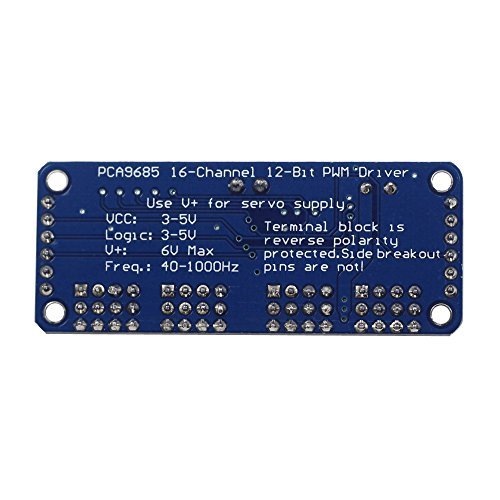 PCA9685 16-Channel 12-Bit PWM Driver
Use V+ for servo supply
VCC: 3-5V
Logic: 3-5V
V+: 6V Max
Freq.: 40-1000Hz
Terminal block is
reverse polarity
protected.Side breakout
pins are not!